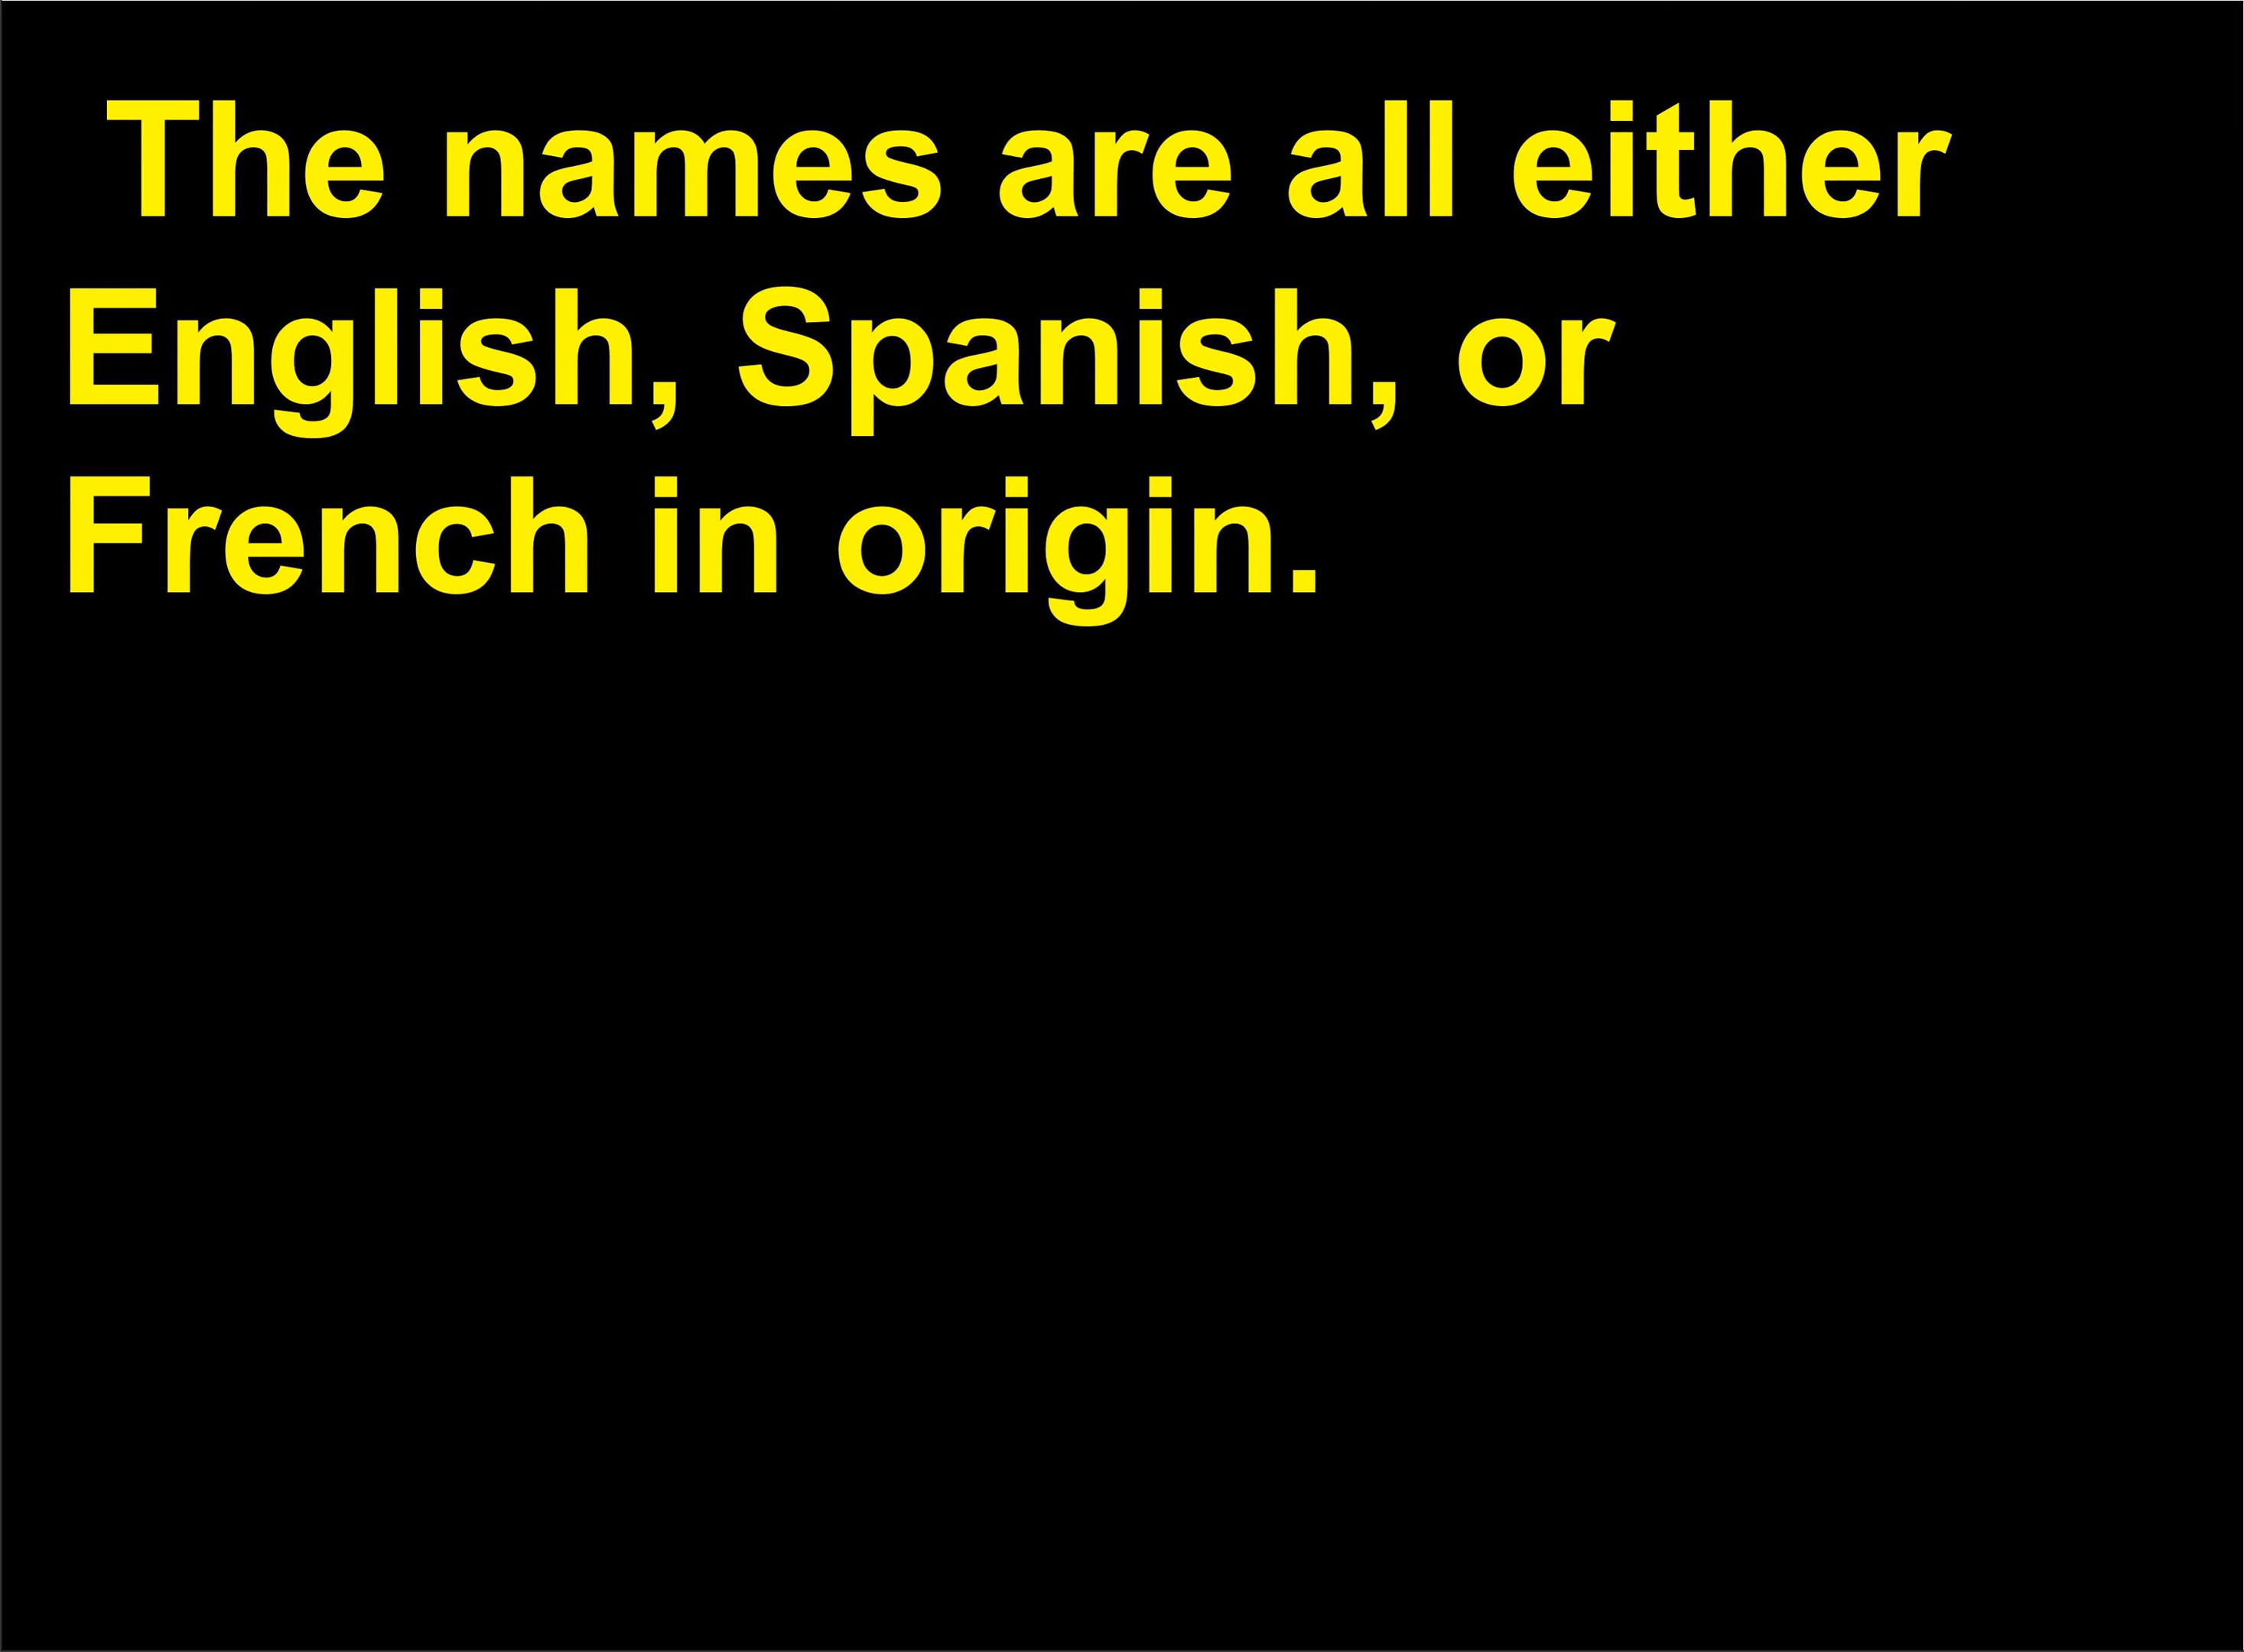 The names are all either
English, Spanish, or
French in origin.